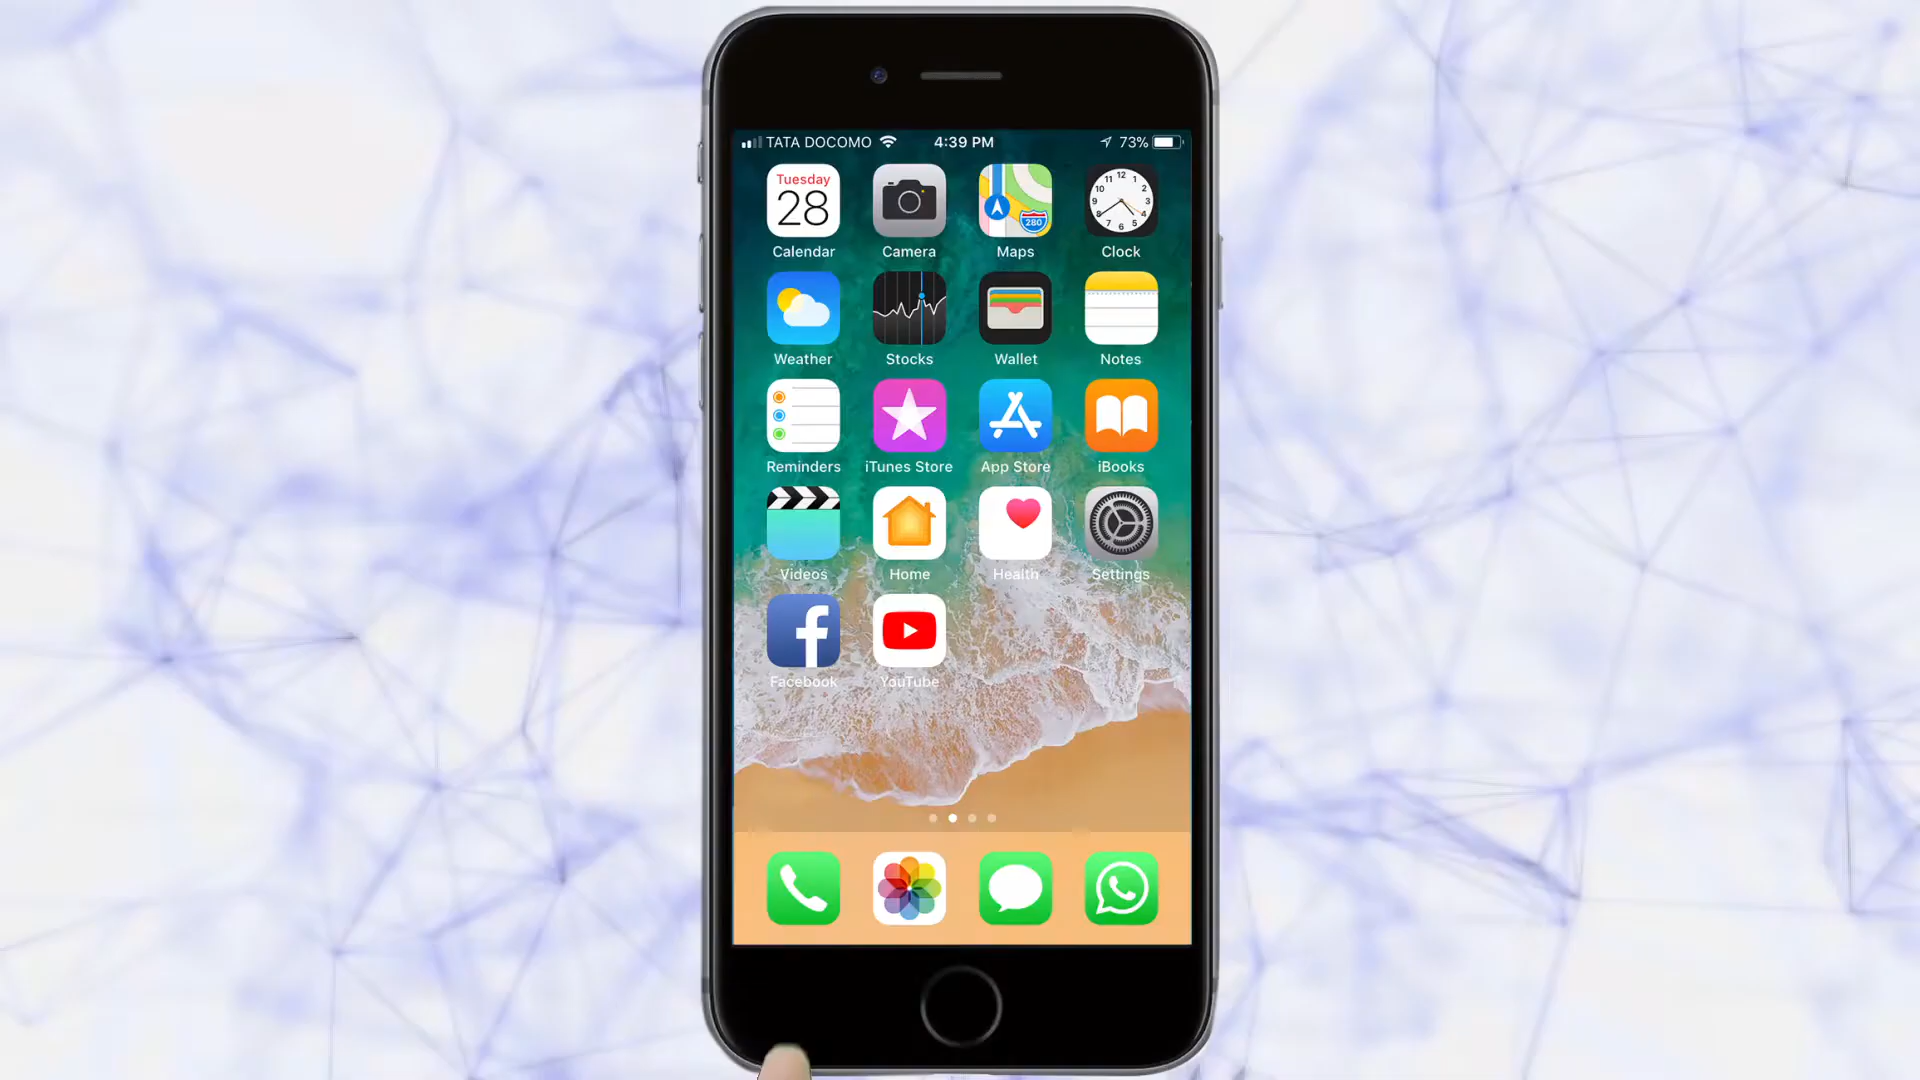 TATA DOCOMO 4:39 PM 73%
Tuesday
28
280
Calendar Camera Maps Clock
Weather Stocks Wallet Notes
Reminders iTunes Store App Store iBooks
Videos Home Health Settings
Facebook YouTube